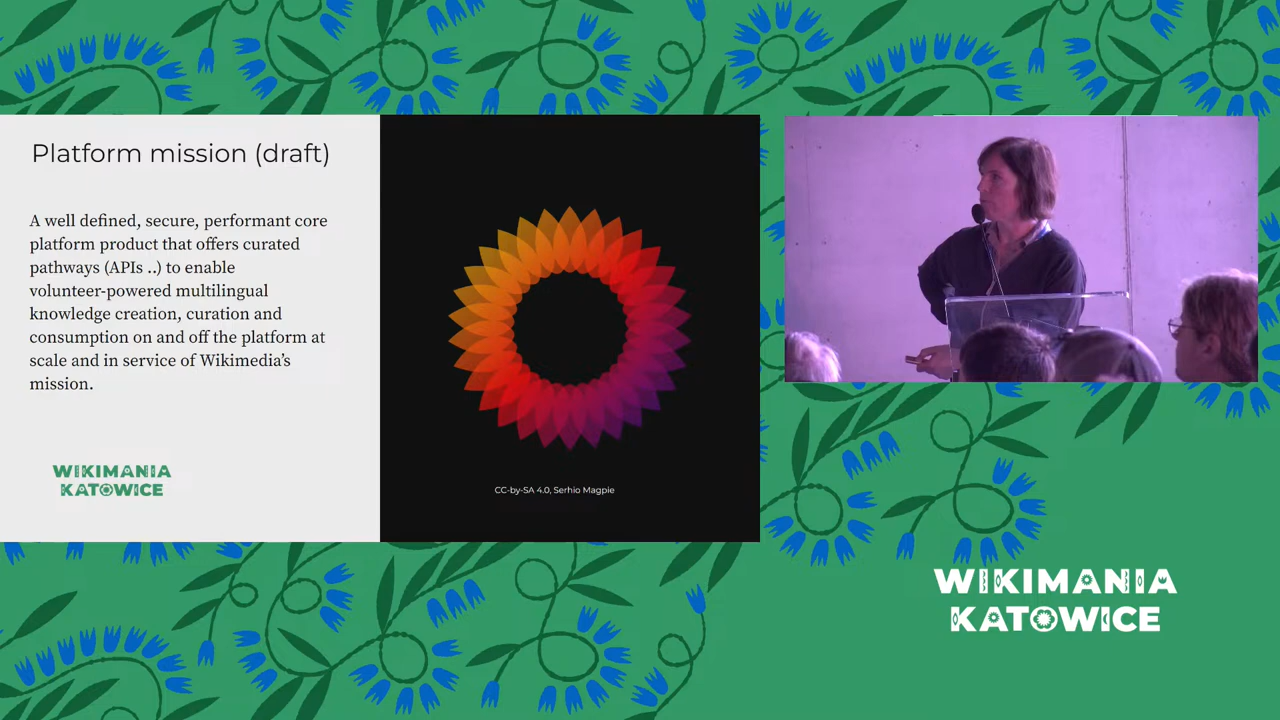 Platform mission (draft)
A well defined, secure, performant core
platform product that offers curated
pathways (APIs ..) to enable
volunteer-powered multilingual
knowledge creation, curation and
consumption on and off the platform at
scale and in service of Wikimedia's
mission.
WIKIMANIA
KATOWICE
CC-by-SA 4.0, Serhio Magpie
WIKIMANIA
KATOWICE